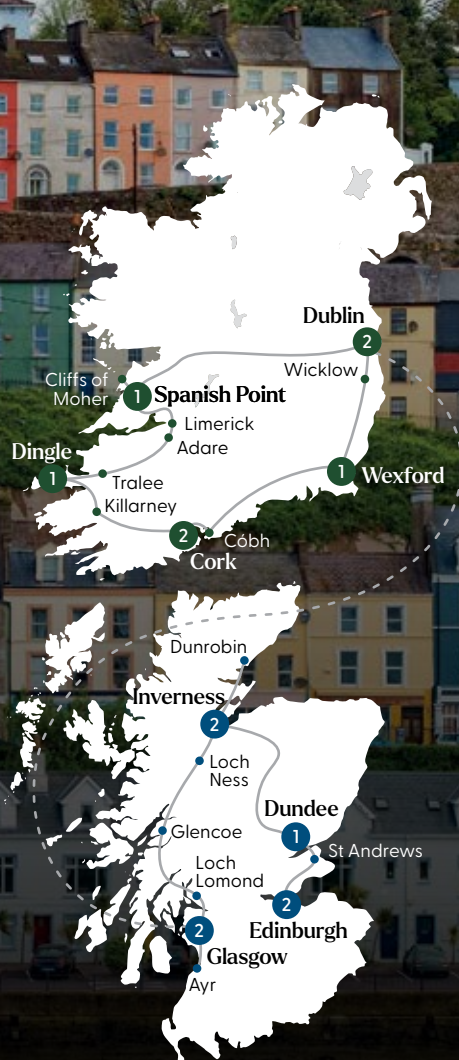 Dublin
2
Wicklow
Cliffs of
Moher
1
Spanish Point
Limerick
Adare
Dingle
1
Tralee
Killarney
1
Wexford
2
Cork
Cóbh
Dunrobin
Inverness
2
Loch
Ness
Glencoe
Dundee
1
St Andrews
Loch
Lomond
2
Edinburgh
2
Glasgow
Ayr